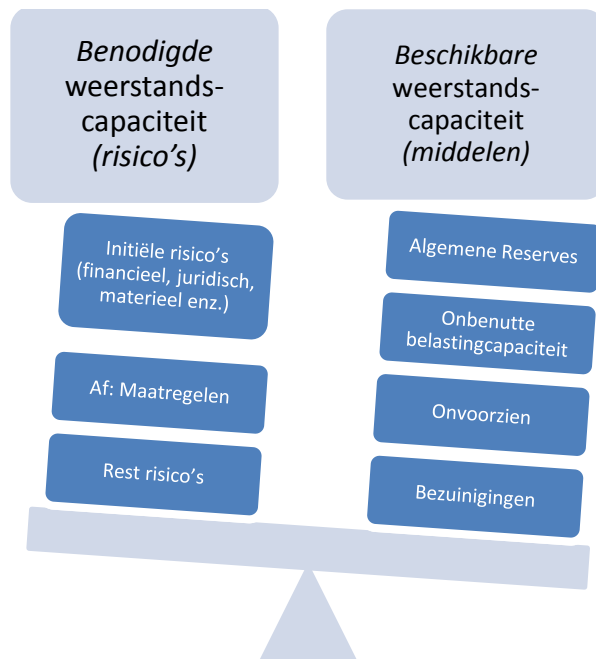 Benodigde
weerstands-
capaciteit
(risico's)
Beschikbare
weerstands-
capaciteit
(middelen)
Initiële risico's
(financieel, juridisch,
materieel enz.)
Af: Maatregelen
Rest risico's
Algemene Reserves
Onbenutte
belastingcapaciteit
Onvoorzien
Bezuinigingen